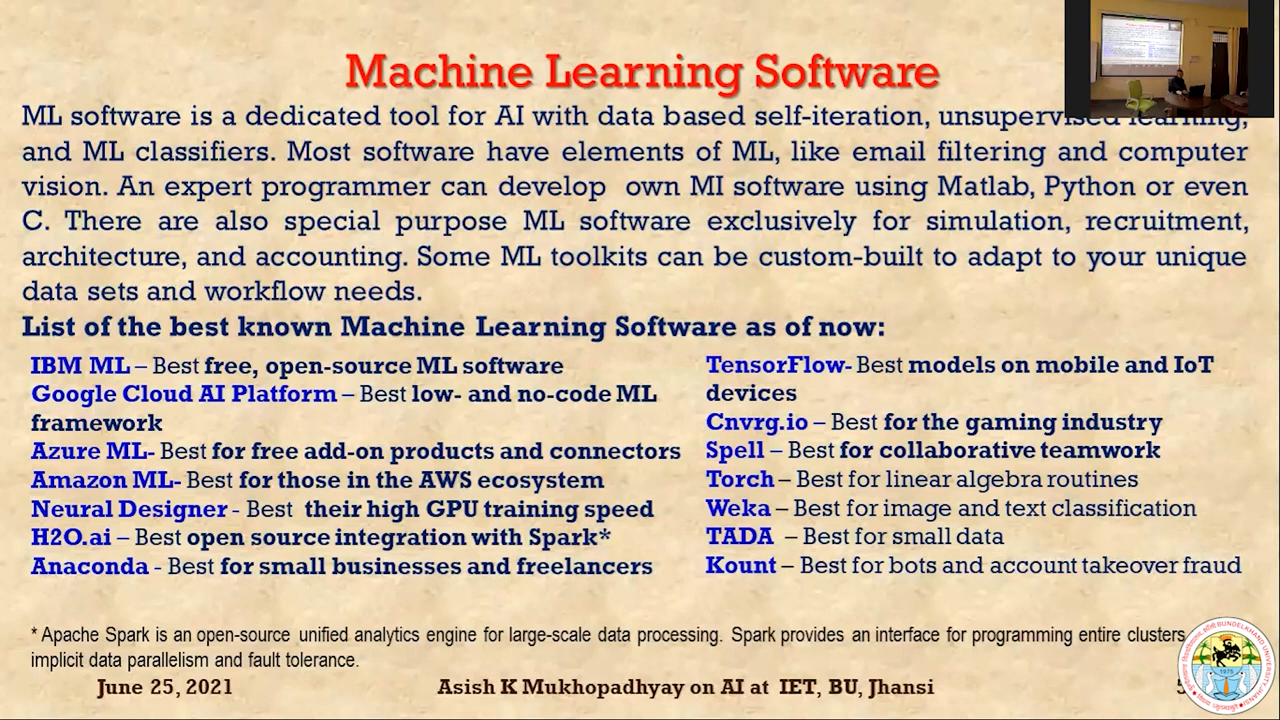 Machine Learning Software
ML software is a dedicated tool for AI with data based self-iteration, unsupervised learning,
and ML classifiers. Most software have elements of ML, like email filtering and computer
vision. An expert programmer can develop own MI software using Matlab, Python or even
C. There are also special purpose ML software exclusively for simulation, recruitment,
architecture, and accounting. Some ML toolkits can be custom-built to adapt to your unique
data sets and workflow needs.
List of the best known Machine Learning Software as of now:
IBM ML – Best free, open-source ML software
Google Cloud AI Platform – Best low- and no-code ML
framework
Azure ML- Best for free add-on products and connectors
Amazon ML- Best for those in the AWS ecosystem
Neural Designer - Best their high GPU training speed
H2O.ai – Best open source integration with Spark*
Anaconda - Best for small businesses and freelancers
TensorFlow- Best models on mobile and IoT
devices
Cnvrg.io – Best for the gaming industry
Spell – Best for collaborative teamwork
Torch – Best for linear algebra routines
Weka – Best for image and text classification
TADA – Best for small data
Kount – Best for bots and account takeover fraud
* Apache Spark is an open-source unified analytics engine for large-scale data processing. Spark provides an interface for programming entire clusters
implicit data parallelism and fault tolerance.
June 25, 2021 Asish K Mukhopadhyay on AI at IET, BU, Jhansi
BUNDELKHAND UNIVERSITY, JHANSI
1975